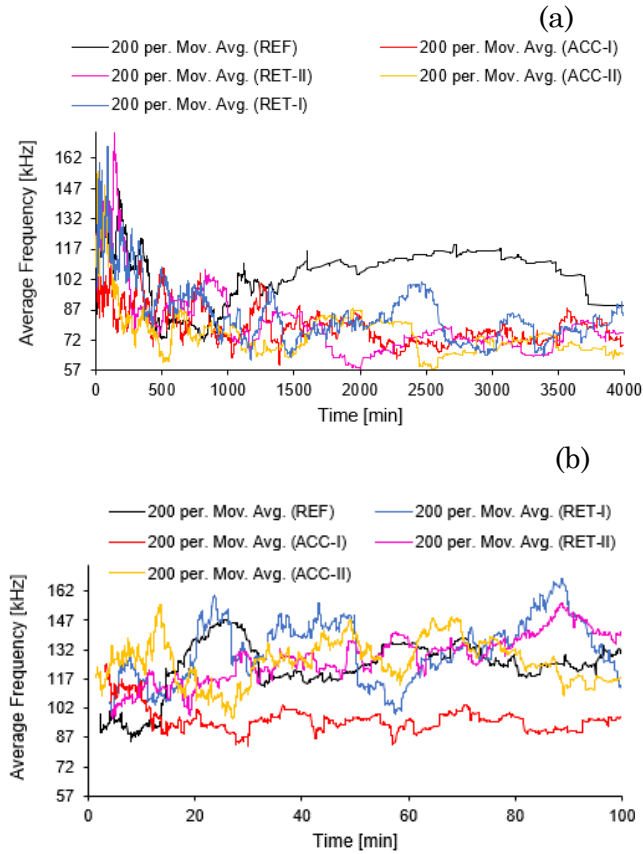 (a)
200 per. Mov. Avg. (REF) 200 per. Mov. Avg. (ACC-I)
200 per. Mov. Avg. (RET-II) 200 per. Mov. Avg. (ACC-II)
200 per. Mov. Avg. (RET-I)
Average Frequency [kHz]
162
147
132
117
102
87
72
57
0 500 1000 1500 2000 2500 3000 3500 4000
Time [min]
(b)
200 per. Mov. Avg. (REF) 200 per. Mov. Avg. (RET-I)
200 per. Mov. Avg. (ACC-I) 200 per. Mov. Avg. (RET-II)
200 per. Mov. Avg. (ACC-II)
Average Frequency [kHz]
162
147
132
117
102
87
72
57
0 20 40 60 80 100
Time [min]